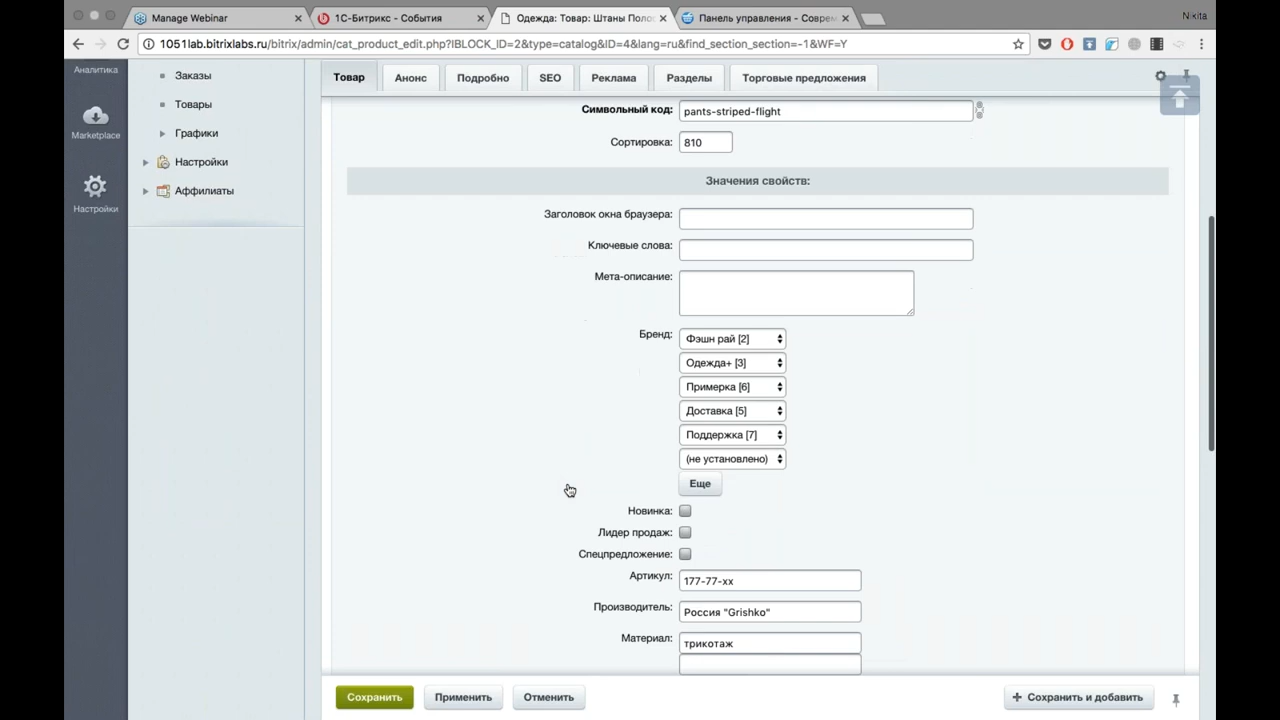 Manage Webinar
1С-Битрикс - События
Одежда: Товар: Штаны Поло
Панель управления - Соврем
Nikita
1051lab.bitrixlabs.ru/bitrix/admin/cat_product_edit.php?IBLOCK_ID=2&type=catalog&ID=4&lang=ru&find_section_section=-1&WF=Y
Аналитика
Marketplace
Настройки
Заказы
Товары
Графики
Настройки
Аффилиаты
Товар
Анонс
Подробно
SEO
Реклама
Разделы
Торговые предложения
Символьный код: pants-striped-flight
Сортировка: 810
Значения свойств:
Заголовок окна браузера:
Ключевые слова:
Мета-описание:
Бренд: Фэшн рай [2]
Одежда+ [3]
Примерка [6]
Доставка [5]
Поддержка [7]
(не установлено)
Еще
Новинка:
Лидер продаж:
Спецпредложение:
Артикул: 177-77-xx
Производитель: Россия "Grishko"
Материал: трикотаж
Сохранить
Применить
Отменить
+ Сохранить и добавить